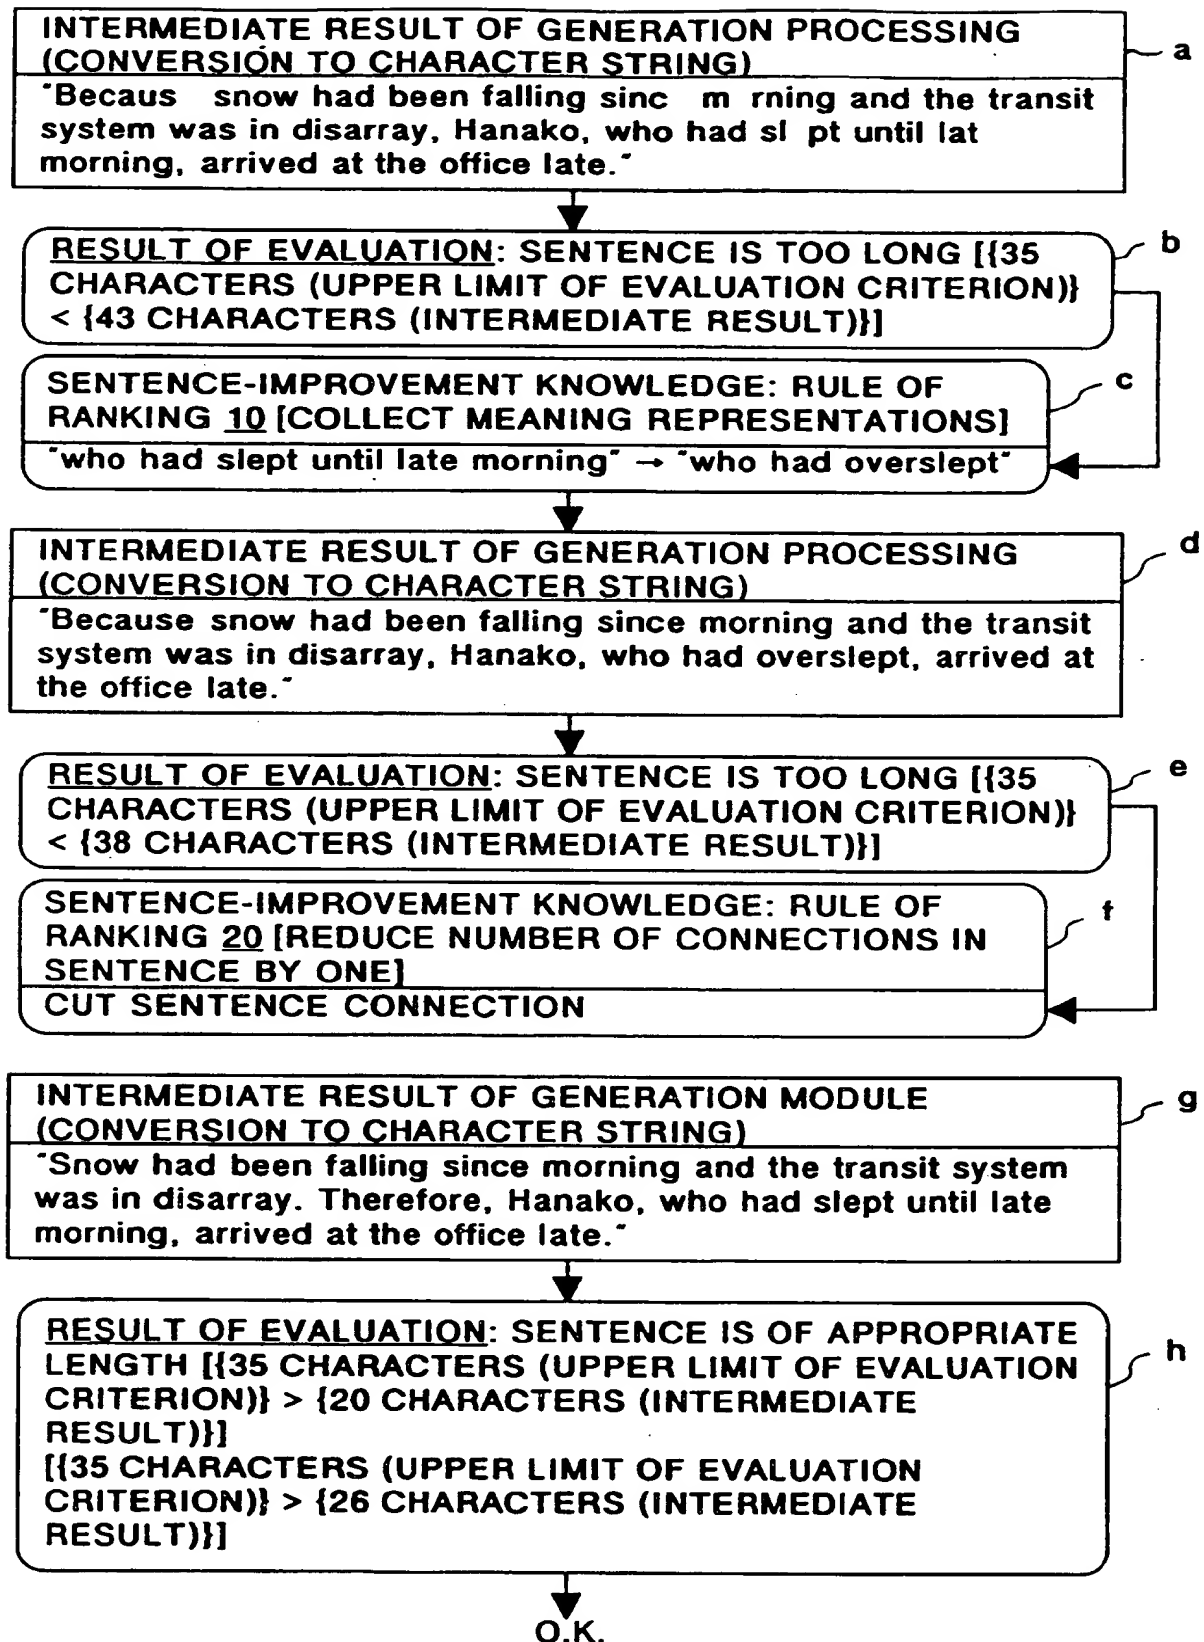 INTERMEDIATE RESULT OF GENERATION PROCESSING
(CONVERSION TO CHARACTER STRING)
a
"Becaus snow had been falling sinc m rning and the transit
system was in disarray, Hanako, who had sl pt until lat
morning, arrived at the office late."
RESULT OF EVALUATION: SENTENCE IS TOO LONG [{35
CHARACTERS (UPPER LIMIT OF EVALUATION CRITERION)}
< {43 CHARACTERS (INTERMEDIATE RESULT)}]
b
SENTENCE-IMPROVEMENT KNOWLEDGE: RULE OF
RANKING 10 [COLLECT MEANING REPRESENTATIONS]
c
"who had slept until late morning" → "who had overslept"
INTERMEDIATE RESULT OF GENERATION PROCESSING
(CONVERSION TO CHARACTER STRING)
d
"Because snow had been falling since morning and the transit
system was in disarray, Hanako, who had overslept, arrived at
the office late."
RESULT OF EVALUATION: SENTENCE IS TOO LONG [{35
CHARACTERS (UPPER LIMIT OF EVALUATION CRITERION)}
< {38 CHARACTERS (INTERMEDIATE RESULT)}]
e
SENTENCE-IMPROVEMENT KNOWLEDGE: RULE OF
RANKING 20 [REDUCE NUMBER OF CONNECTIONS IN
SENTENCE BY ONE]
f
CUT SENTENCE CONNECTION
INTERMEDIATE RESULT OF GENERATION MODULE
(CONVERSION TO CHARACTER STRING)
g
"Snow had been falling since morning and the transit system
was in disarray. Therefore, Hanako, who had slept until late
morning, arrived at the office late."
RESULT OF EVALUATION: SENTENCE IS OF APPROPRIATE
LENGTH [{35 CHARACTERS (UPPER LIMIT OF EVALUATION
CRITERION)} > {20 CHARACTERS (INTERMEDIATE
RESULT)}]
[{35 CHARACTERS (UPPER LIMIT OF EVALUATION
CRITERION)} > {26 CHARACTERS (INTERMEDIATE
RESULT)}]
h
O.K.